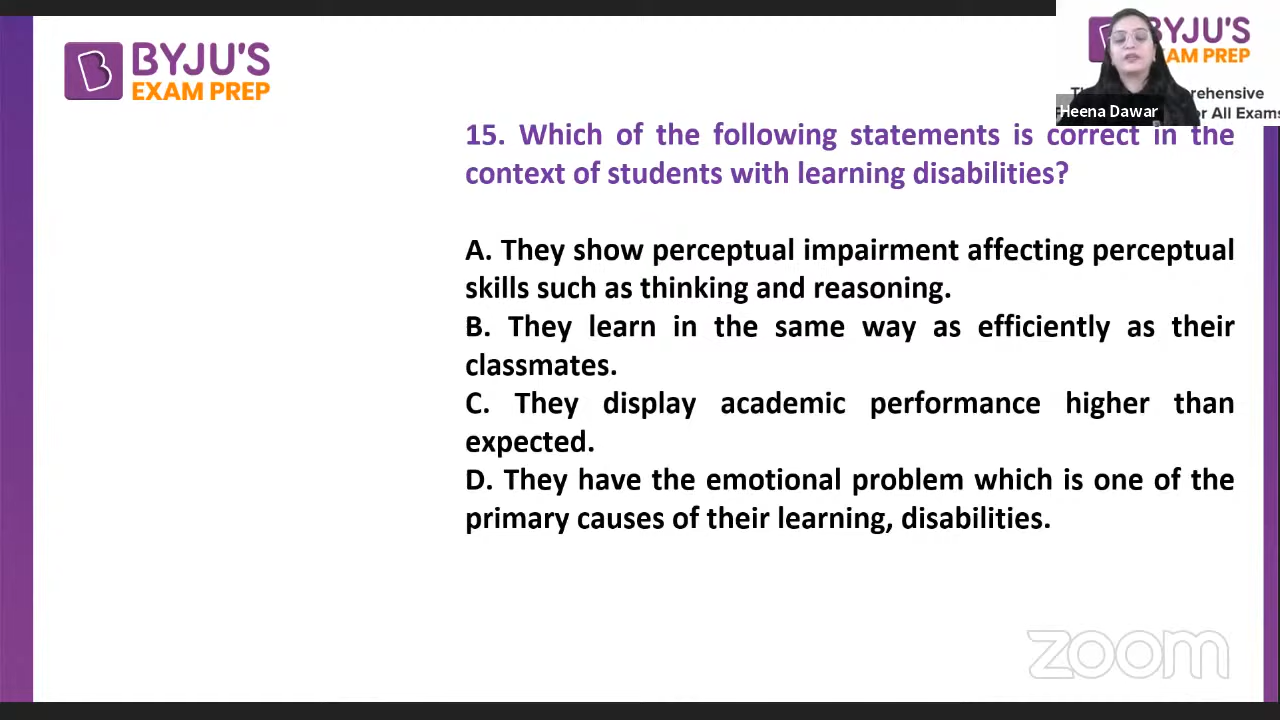 BYJU'S
EXAM PREP
BYJU'S
EXAM PREP
rehensive
r All Exams
Heena Dawar
15. Which of the following statements is correct in the
context of students with learning disabilities?
A. They show perceptual impairment affecting perceptual
skills such as thinking and reasoning.
B. They learn in the same way as efficiently as their
classmates.
C. They display academic performance higher than
expected.
D. They have the emotional problem which is one of the
primary causes of their learning, disabilities.
zoom